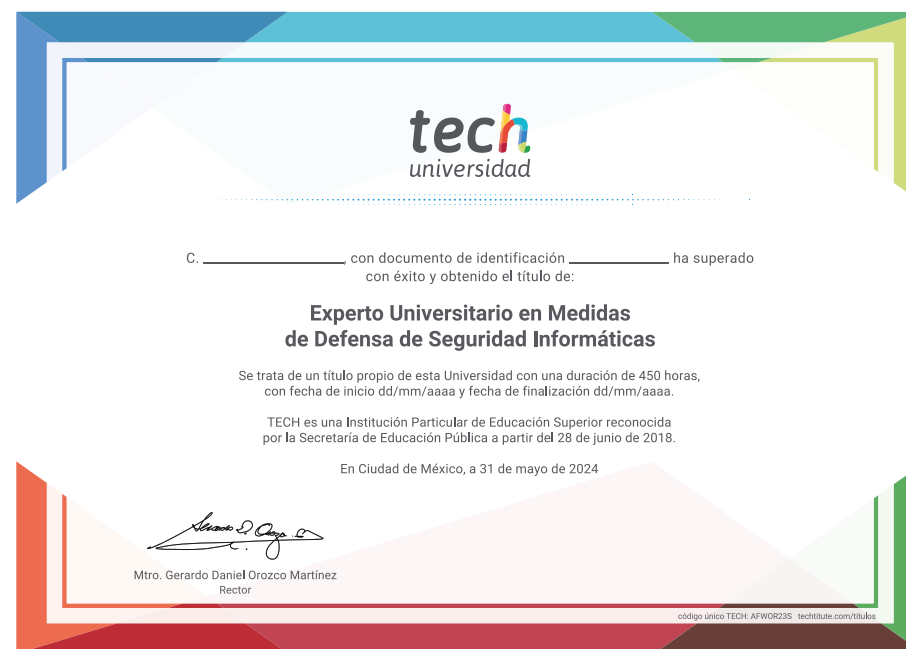 tech
universidad
C. ____________, con documento de identificación ____________ ha superado
con éxito y obtenido el título de:
Experto Universitario en Medidas
de Defensa de Seguridad Informáticas
Se trata de un título propio de esta Universidad con una duración de 450 horas,
con fecha de inicio dd/mm/aaaa y fecha de finalización dd/mm/aaaa.
TECH es una Institución Particular de Educación Superior reconocida
por la Secretaría de Educación Pública a partir del 28 de junio de 2018.
En Ciudad de México, a 31 de mayo de 2024
Mtro. Gerardo Daniel Orozco Martínez
Rector
código único TECH: AFWOR23S techtitute.com/titulos